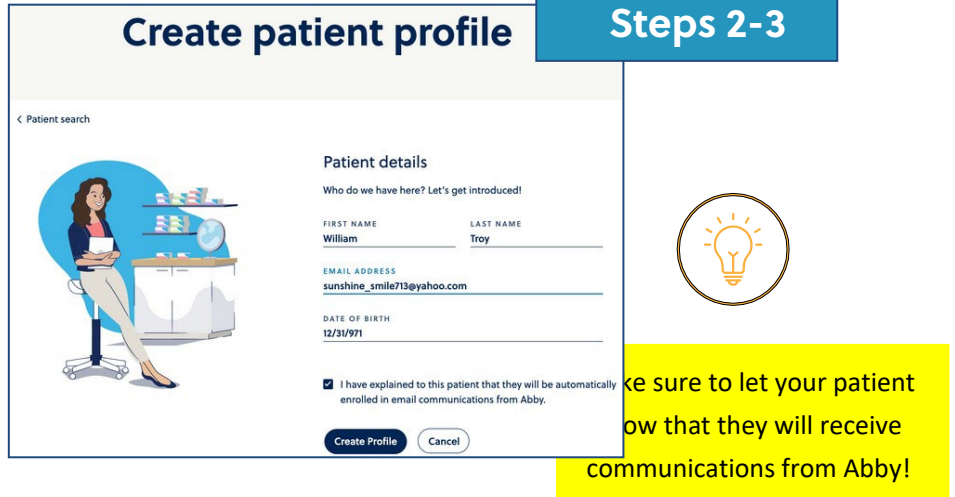 Create patient profile
Steps 2-3
< Patient search
Patient details
Who do we have here? Let's get introduced!
FIRST NAME
LAST NAME
William
Troy
EMAIL ADDRESS
sunshine_smile713@yahoo.com
DATE OF BIRTH
12/31/971
I have explained to this patient that they will be automatically
enrolled in email communications from Abby.
Create Profile
Cancel
sure to let your patient
that they will receive
communications from Abby!